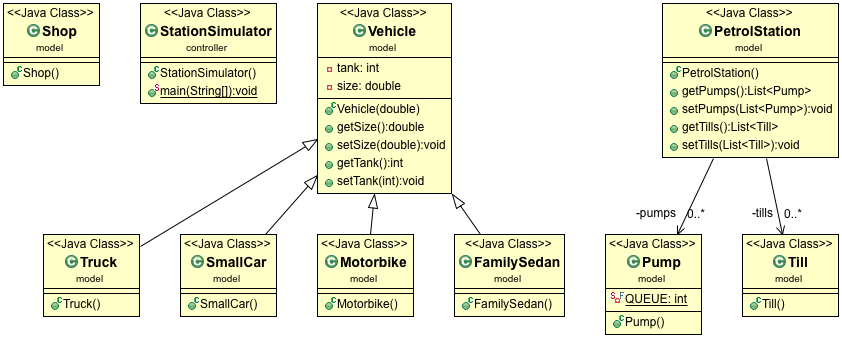 <<Java Class>>
Shop
model
Shop()
<<Java Class>>
StationSimulator
controller
StationSimulator()
main(String[]):void
<<Java Class>>
Vehicle
model
tank: int
size: double
Vehicle(double)
getSize():double
setSize(double):void
getTank():int
setTank(int):void
<<Java Class>>
PetrolStation
model
PetrolStation()
getPumps():List<Pump>
setPumps(List<Pump>):void
getTills():List<Till>
setTills(List<Till>):void
-pumps 0..*
-tills 0..*
<<Java Class>>
Truck
model
Truck()
<<Java Class>>
SmallCar
model
SmallCar()
<<Java Class>>
Motorbike
model
Motorbike()
<<Java Class>>
FamilySedan
model
FamilySedan()
<<Java Class>>
Pump
model
QUEUE: int
Pump()
<<Java Class>>
Till
model
Till()